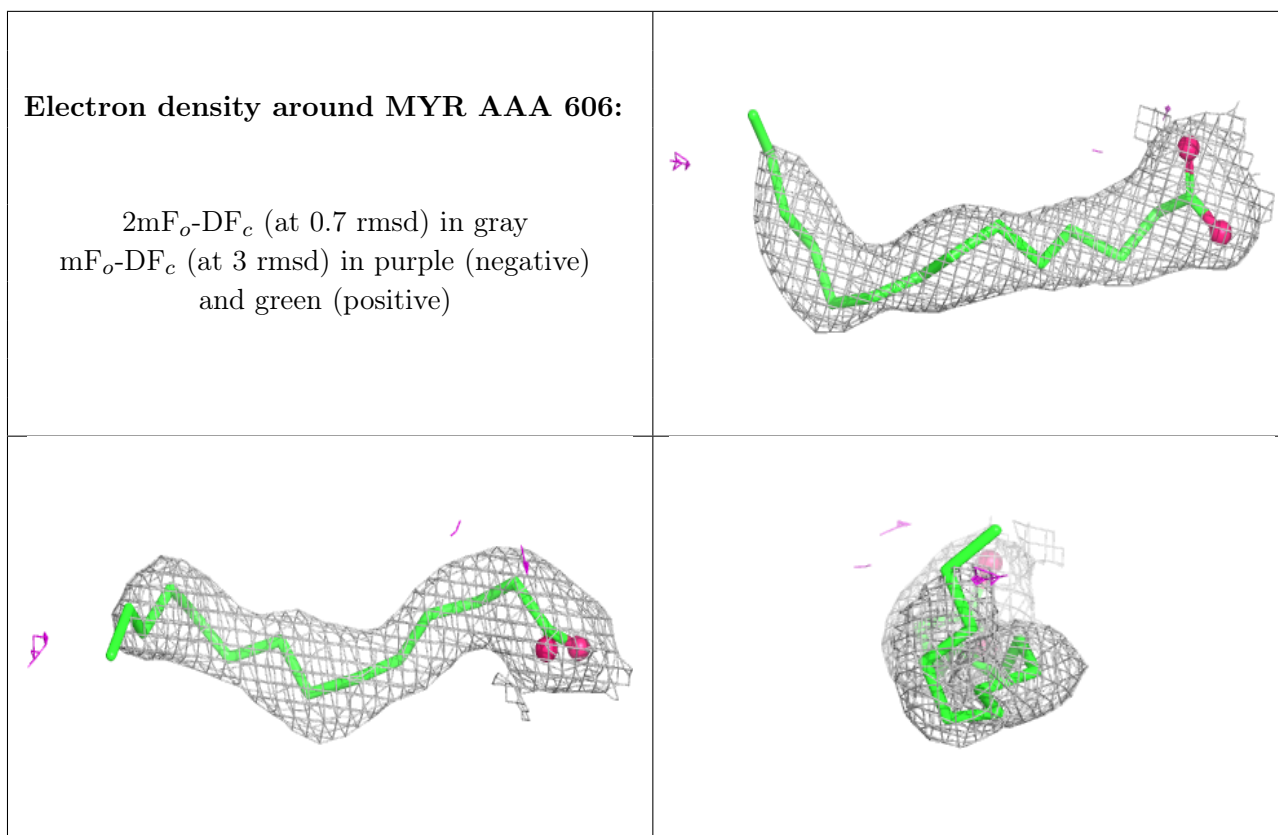 Electron density around MYR AAA 606:
2mFo-DFc (at 0.7 rmsd) in gray
mFo-DFc (at 3 rmsd) in purple (negative)
and green (positive)